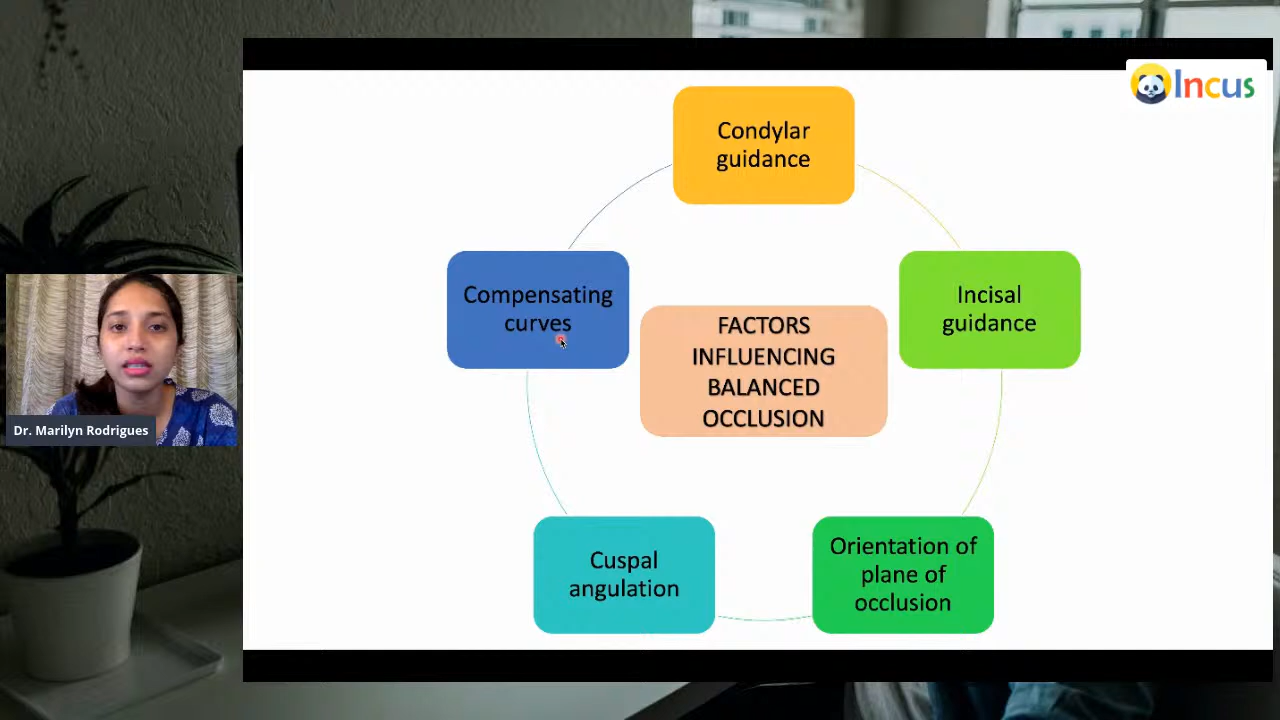 Incus
Condylar
guidance
Compensating
curves
Incisal
guidance
FACTORS
INFLUENCING
BALANCED
OCCLUSION
Dr. Marilyn Rodrigues
Cuspal
angulation
Orientation of
plane of
occlusion